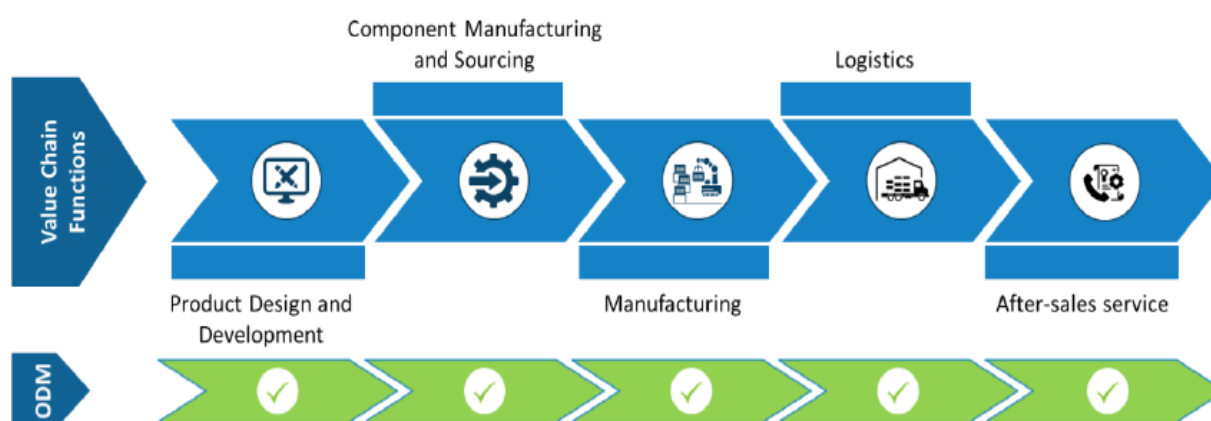 Component Manufacturing
and Sourcing
Logistics
Value Chain
Functions
Product Design and
Development
Manufacturing
After-sales service
ODM